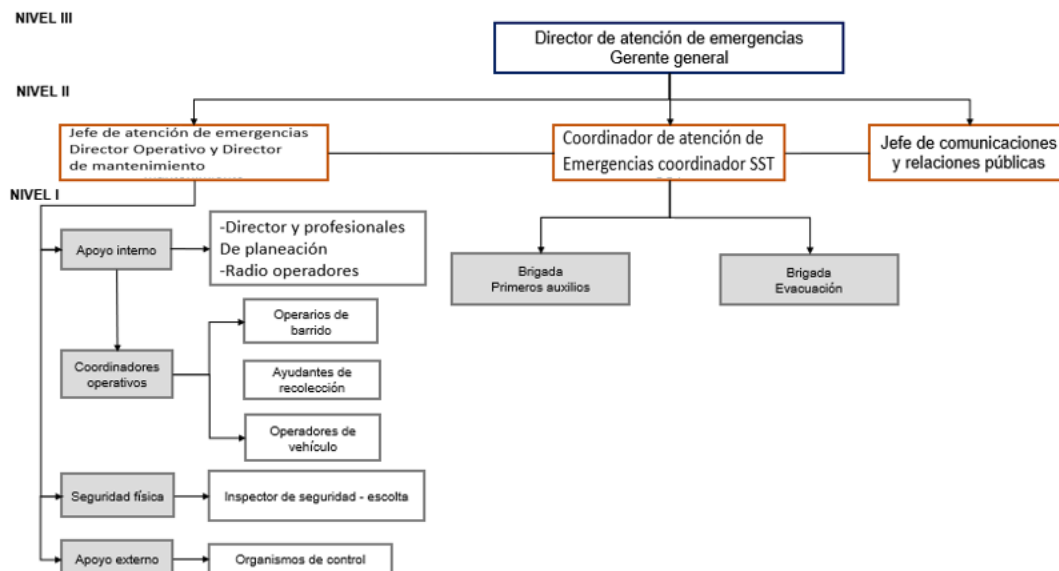 NIVEL III
Director de atención de emergencias
Gerente general
NIVEL II
Jefe de atención de emergencias
Director Operativo y Director
de mantenimiento
Coordinador de atención de
Emergencias coordinador SST
Jefe de comunicaciones
y relaciones públicas
NIVEL I
Apoyo interno
-Director y profesionales
De planeación
-Radio operadores
Brigada
Primeros auxilios
Brigada
Evacuación
Operarios de
barrido
Coordinadores
operativos
Ayudantes de
recolección
Operadores de
vehículo
Seguridad física
Inspector de seguridad - escolta
Apoyo externo
Organismos de control